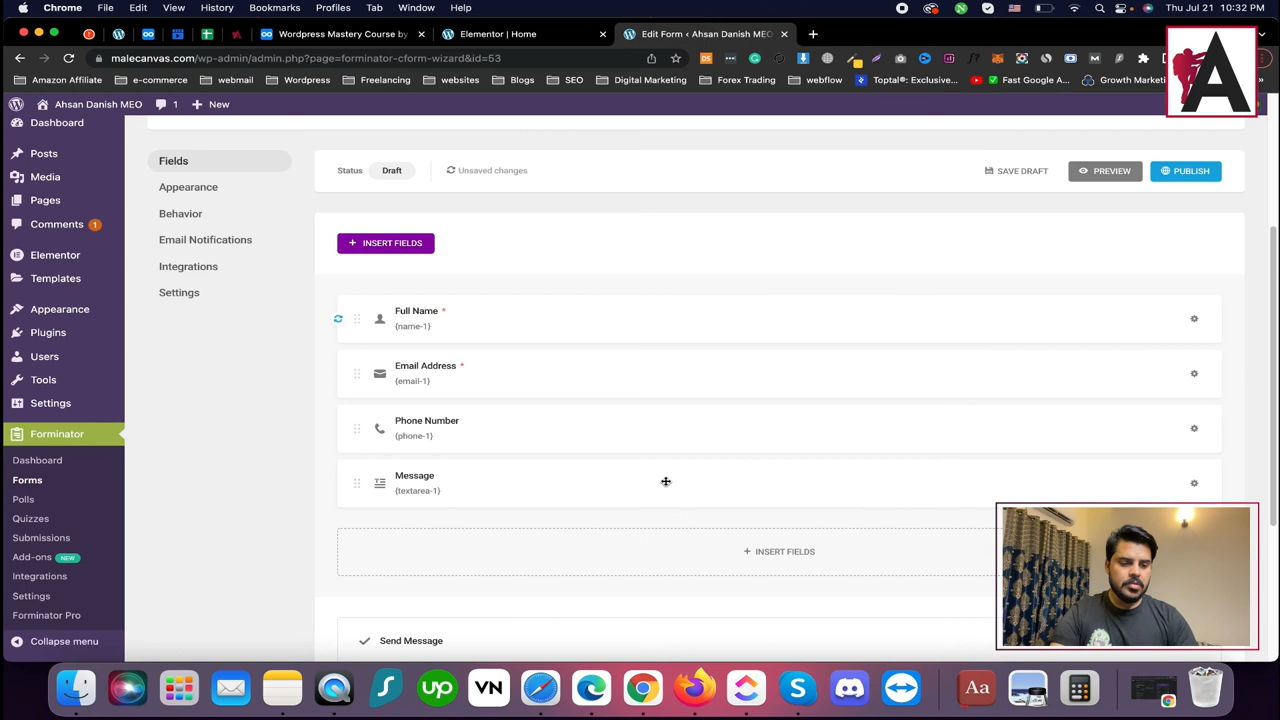 Chrome File Edit View History Bookmarks Profiles Tab Window Help
Thu Jul 21 10:32 PM
Wordpress Mastery Course by
Elementor | Home
Edit Form ‹ Ahsan Danish MEO
malecanvas.com/wp-admin/admin.php?page=forminator-cform-wizard&id=53
Amazon Affiliate e-commerce webmail Wordpress Freelancing websites Blogs SEO Digital Marketing Forex Trading webflow Toptal®: Exclusive... Fast Google A... Growth Market
A
Ahsan Danish MEO 1 New
Dashboard
Posts
Media
Pages
Comments 1
Elementor
Templates
Appearance
Plugins
Users
Tools
Settings
Forminator
Dashboard
Forms
Polls
Quizzes
Submissions
Add-ons NEW
Integrations
Settings
Forminator Pro
Collapse menu
Fields
Appearance
Behavior
Email Notifications
Integrations
Settings
Status Draft Unsaved changes SAVE DRAFT PREVIEW PUBLISH
+ INSERT FIELDS
Full Name *
{name-1}
Email Address *
{email-1}
Phone Number
{phone-1}
Message
{textarea-1}
+ INSERT FIELDS
Send Message
up VN S Aa